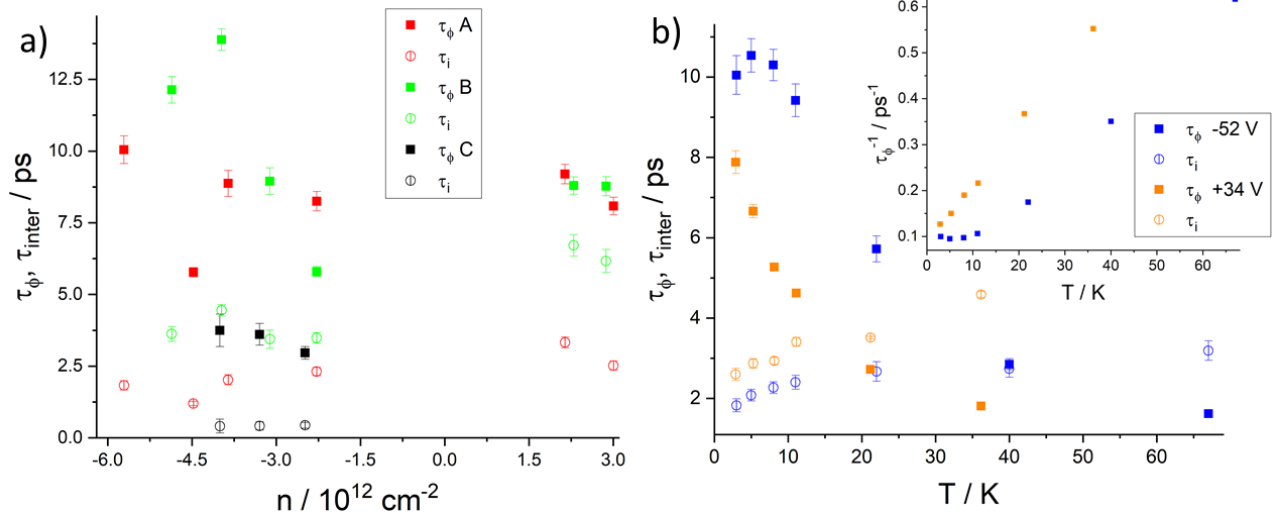 a)
τϕ A
τi
τϕ B
τi
τϕ C
τi
12.5
10.0
7.5
5.0
2.5
0.0
τϕ, τinter / ps
-6.0 -4.5 -3.0 -1.5 0.0 1.5 3.0
n / 10¹² cm⁻²
b)
10
8
6
4
2
τϕ, τinter / ps
0 10 20 30 40 50 60
T / K
0.6
0.5
0.4
0.3
0.2
0.1
τϕ⁻¹ / ps⁻¹
0 20 40 60
T / K
τϕ -52 V
τi
τϕ +34 V
τi